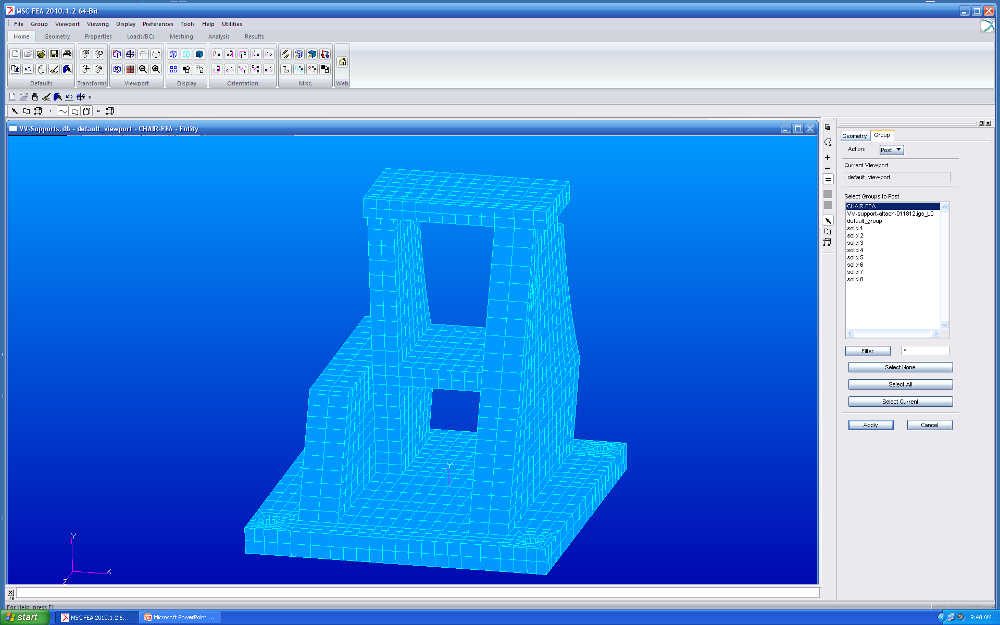 MSC FEA 2010.1.2 64-Bit
File Group Viewport Viewing Display Preferences Tools Help Utilities
Home Geometry Properties Loads/BCs Meshing Analysis Results
Defaults Transforms Viewport Display Orientation Misc. Web
VV-Supports.db - default_viewport - CHAIR-FEA - Entity
Geometry Group
Action: Post
Current Viewport
default_viewport
Select Groups to Post
CHAIR-FEA
VV-support-attach-011812.igs_L0
default_group
solid 1
solid 2
solid 3
solid 4
solid 5
solid 6
solid 7
solid 8
Filter *
Select None
Select All
Select Current
Apply Cancel
Y
Y
X
Z
For Help, press F1
start MSC FEA 2010.1.2 6... Microsoft PowerPoint ... 9:48 AM